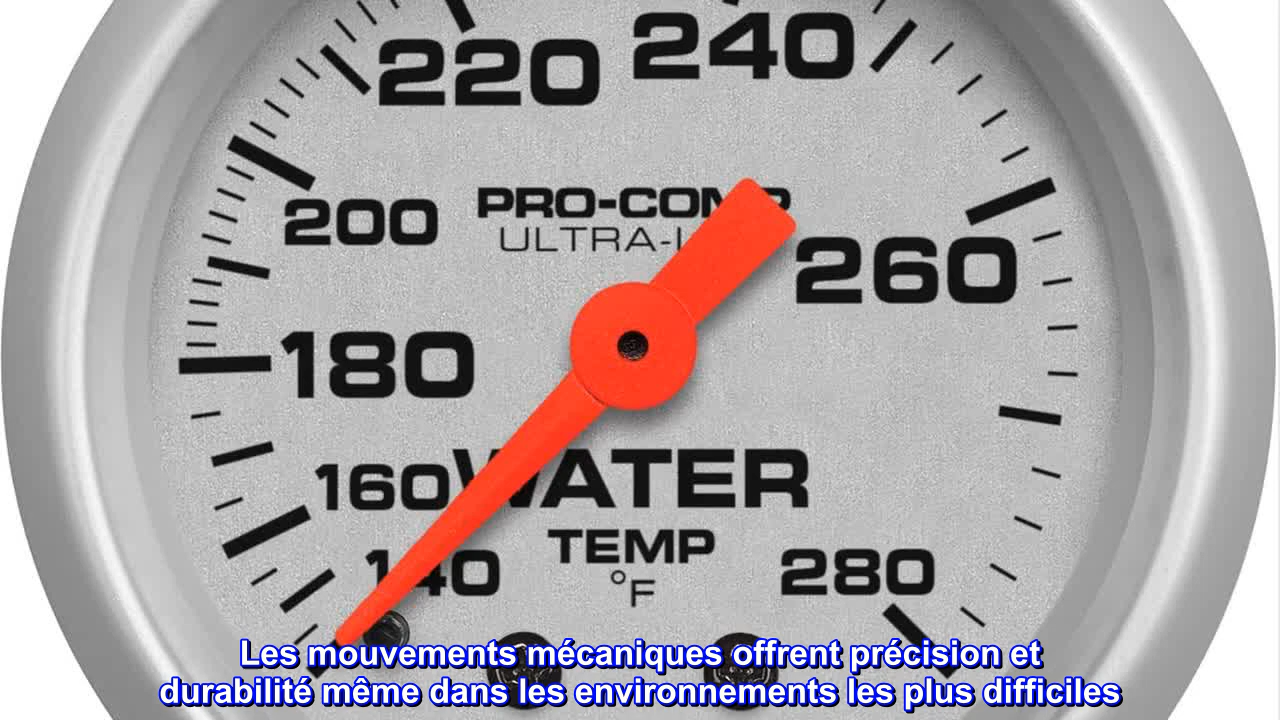 220
240
200
PRO-COMP
ULTRA-L
260
180
160
WATER
140
TEMP
280
°F
Les mouvements mécaniques offrent précision et
durabilité même dans les environnements les plus difficiles